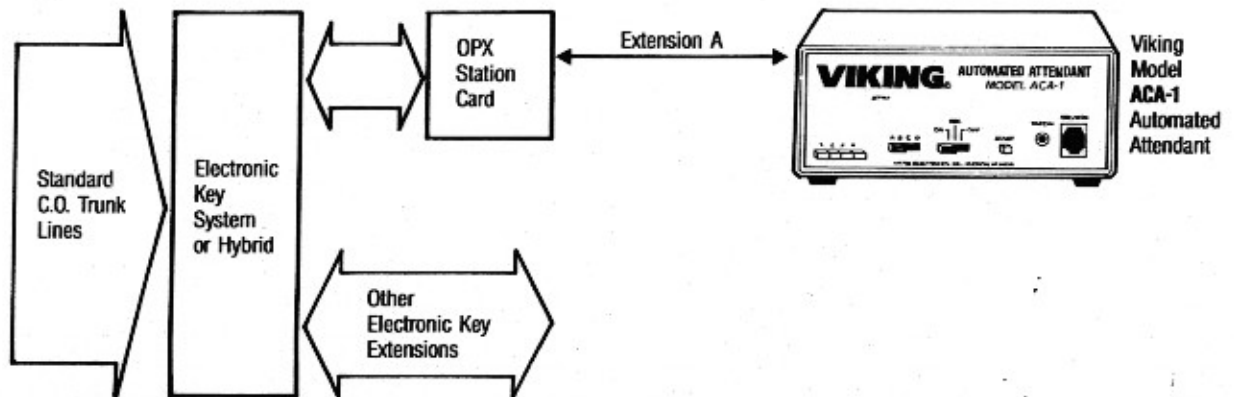 Standard
C.O. Trunk
Lines
Electronic
Key
System
or Hybrid
OPX
Station
Card
Extension A
Other
Electronic Key
Extensions
VIKING®
AUTOMATED ATTENDANT
MODEL ACA-1
Viking
Model
ACA-1
Automated
Attendant